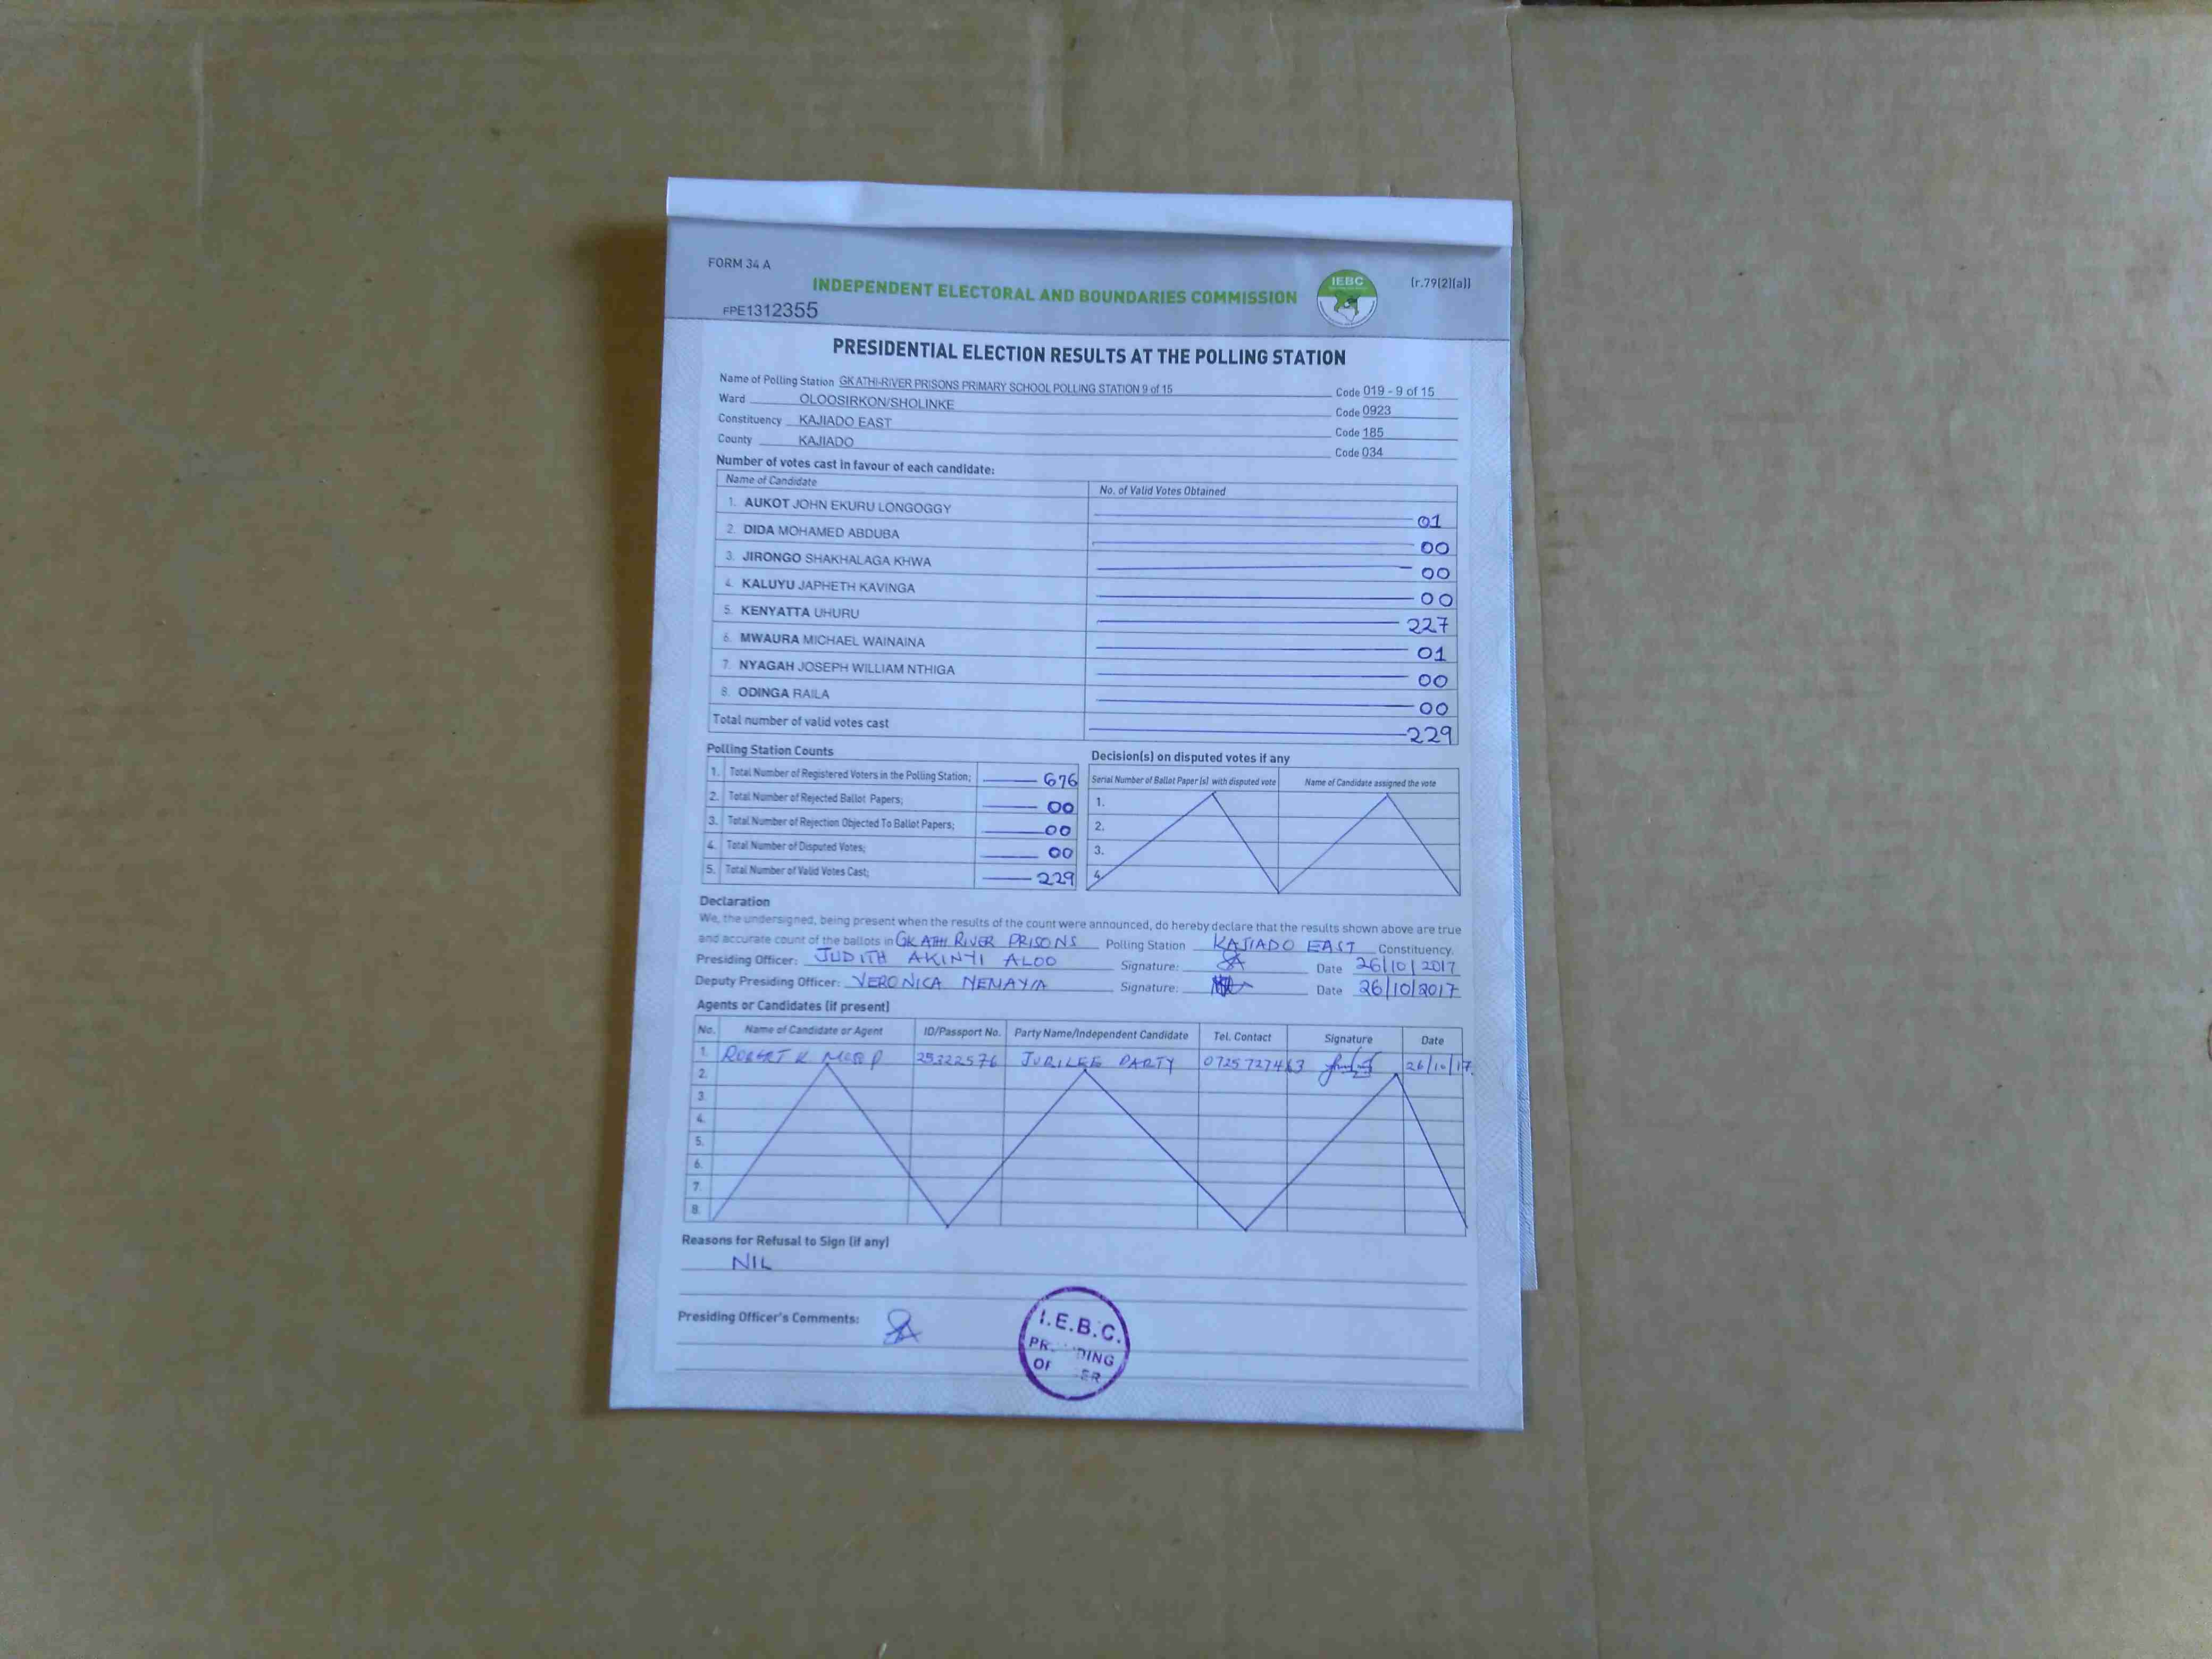 FORM 34 A
INDEPENDENT ELECTORAL AND BOUNDARIES COMMISSION
IEBC
(r.79(2)(a))
FPE1312355
PRESIDENTIAL ELECTION RESULTS AT THE POLLING STATION
Name of Polling Station GK ATHI-RIVER PRISONS PRIMARY SCHOOL POLLING STATION 9 of 15 Code 019 - 9 of 15
Ward OLOOSIRKON/SHOLINKE Code 0923
Constituency KAJIADO EAST Code 185
County KAJIADO Code 034
Number of votes cast in favour of each candidate:
Name of Candidate No. of Valid Votes Obtained
1. AUKOT JOHN EKURU LONGOGGY 01
2. DIDA MOHAMED ABDUBA 00
3. JIRONGO SHAKHALAGA KHWA 00
4. KALUYU JAPHETH KAVINGA 00
5. KENYATTA UHURU 227
6. MWAURA MICHAEL WAINAINA 01
7. NYAGAH JOSEPH WILLIAM NTHIGA 00
8. ODINGA RAILA 00
Total number of valid votes cast 229
Polling Station Counts
1. Total Number of Registered Voters in the Polling Station; 676
2. Total Number of Rejected Ballot Papers; 00
3. Total Number of Rejection Objected To Ballot Papers; 00
4. Total Number of Disputed Votes; 00
5. Total Number of Valid Votes Cast; 229
Decision(s) on disputed votes if any
Serial Number of Ballot Paper (s) with disputed vote Name of Candidate assigned the vote
1.
2.
3.
4.
Declaration
We, the undersigned, being present when the results of the count were announced, do hereby declare that the results shown above are true
and accurate count of the ballots in GK ATHI RIVER PRISONS Polling Station KAJIADO EAST Constituency.
Presiding Officer: JUDITH AKINYI ALOO Signature: Date 26/10/2017
Deputy Presiding Officer: VERONICA NEMAYIA Signature: Date 26/10/2017
Agents or Candidates (if present)
No. Name of Candidate or Agent ID/Passport No. Party Name/Independent Candidate Tel. Contact Signature Date
1. ROBERT K 25322576 JUBILEE PARTY 26/10/17.
2.
3.
4.
5.
6.
7.
8.
Reasons for Refusal to Sign (if any)
NIL
Presiding Officer's Comments:
I.E.B.C.